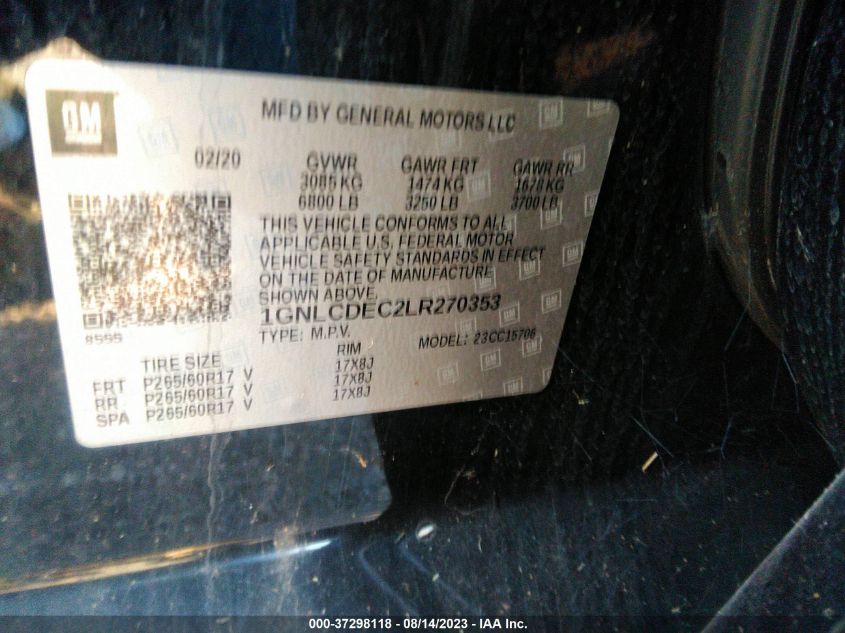 GM
MFD BY GENERAL MOTORS LLC
02/20 GVWR GAWR FRT GAWR RR
3085 KG 1474 KG 1678 KG
6800 LB 3250 LB 3700 LB
THIS VEHICLE CONFORMS TO ALL
APPLICABLE U.S. FEDERAL MOTOR
VEHICLE SAFETY STANDARDS IN EFFECT
ON THE DATE OF MANUFACTURE
SHOWN ABOVE.
1GNLCDEC2LR270353
TYPE: M.P.V. MODEL: 23CC15706
8595
TIRE SIZE RIM
FRT P265/60R17 V 17X8J
RR P265/60R17 V 17X8J
SPA P265/60R17 V 17X8J
000-37298118 - 08/14/2023 - IAA Inc.